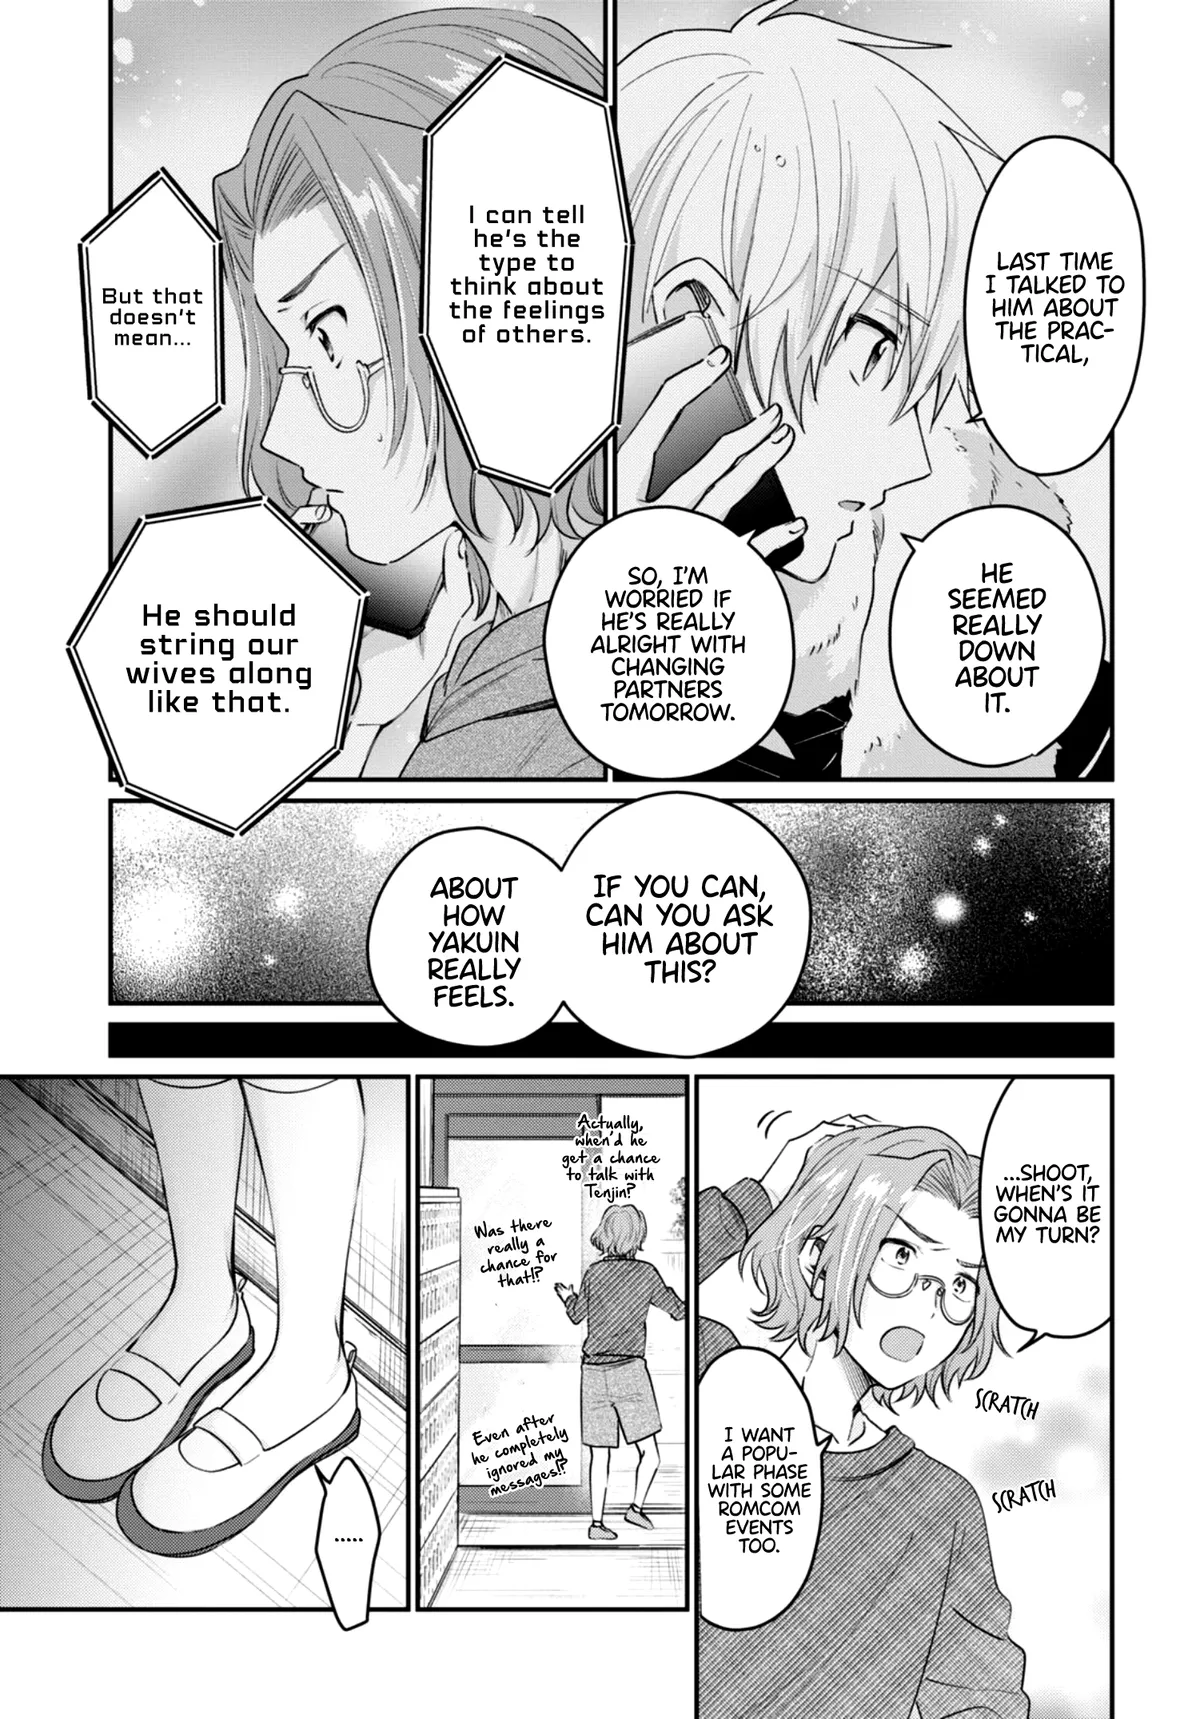 LAST TIME
I TALKED TO
HIM ABOUT
THE PRAC-
TICAL,
HE
SEEMED
REALLY
DOWN
ABOUT
IT.
SO, I'M
WORRIED IF
HE'S REALLY
ALRIGHT WITH
CHANGING
PARTNERS
TOMORROW.
I can tell
he's the
type to
think about
the feelings
of others.
But that
doesn't
mean...
He should
string our
wives along
like that.
IF YOU CAN,
CAN YOU ASK
HIM ABOUT
THIS?
ABOUT
HOW
YAKUIN
REALLY
FEELS.
...SHOOT,
WHEN'S IT
GONNA BE
MY TURN?
SCRATCH
SCRATCH
I WANT
A POPU-
LAR PHASE
WITH SOME
ROMCOM
EVENTS
TOO.
Actually,
when'd he
get a chance
to talk with
Tenjin?
Was there
really a
chance for
that!?
Even after
he completely
ignored my
messages!?
.....